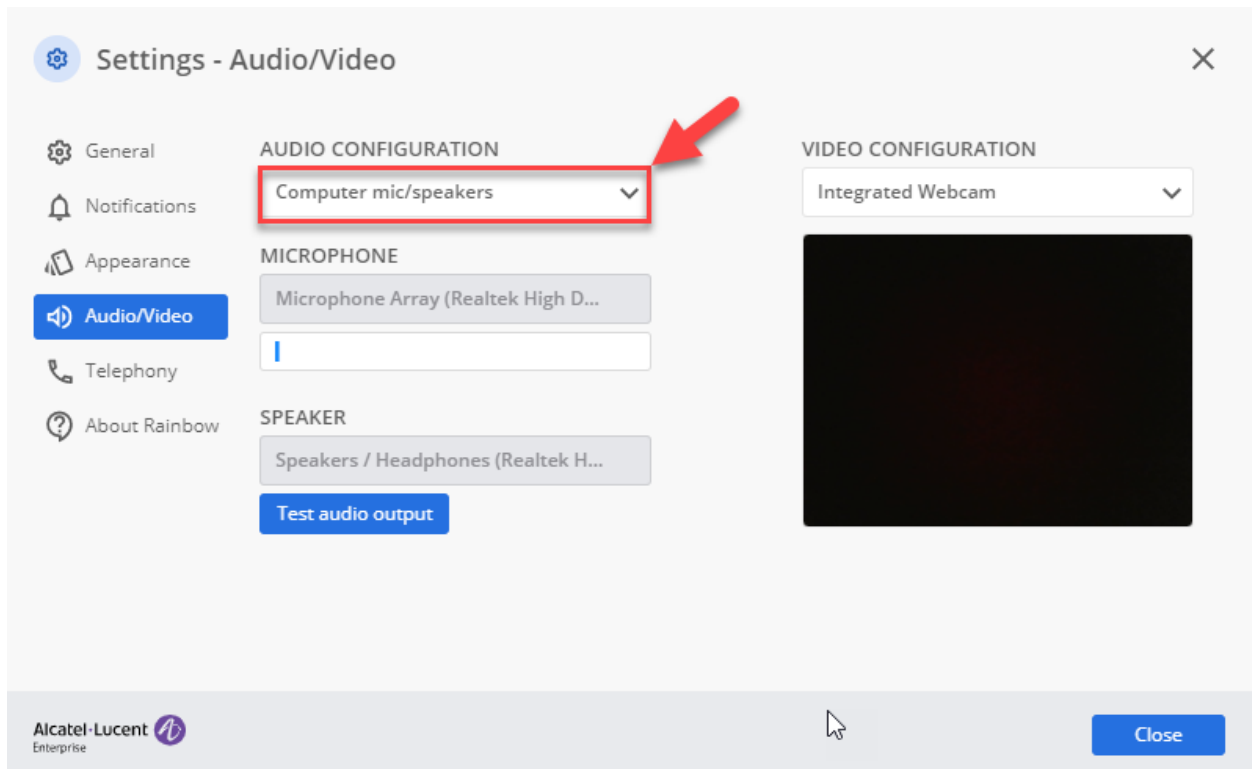 Settings - Audio/Video
General
Notifications
Appearance
Audio/Video
Telephony
About Rainbow
AUDIO CONFIGURATION
Computer mic/speakers
MICROPHONE
Microphone Array (Realtek High D...
SPEAKER
Speakers / Headphones (Realtek H...
Test audio output
VIDEO CONFIGURATION
Integrated Webcam
Alcatel·Lucent
Enterprise
Close